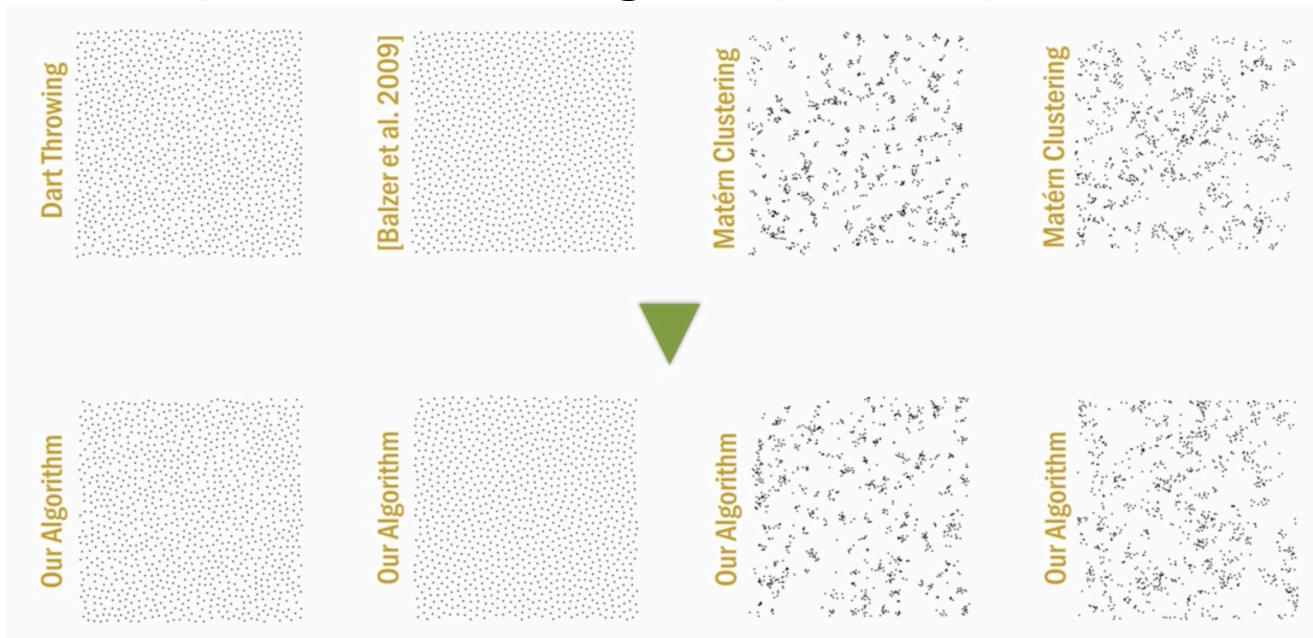 Dart Throwing
[Balzer et al. 2009]
Matérn Clustering
Matérn Clustering
Our Algorithm
Our Algorithm
Our Algorithm
Our Algorithm